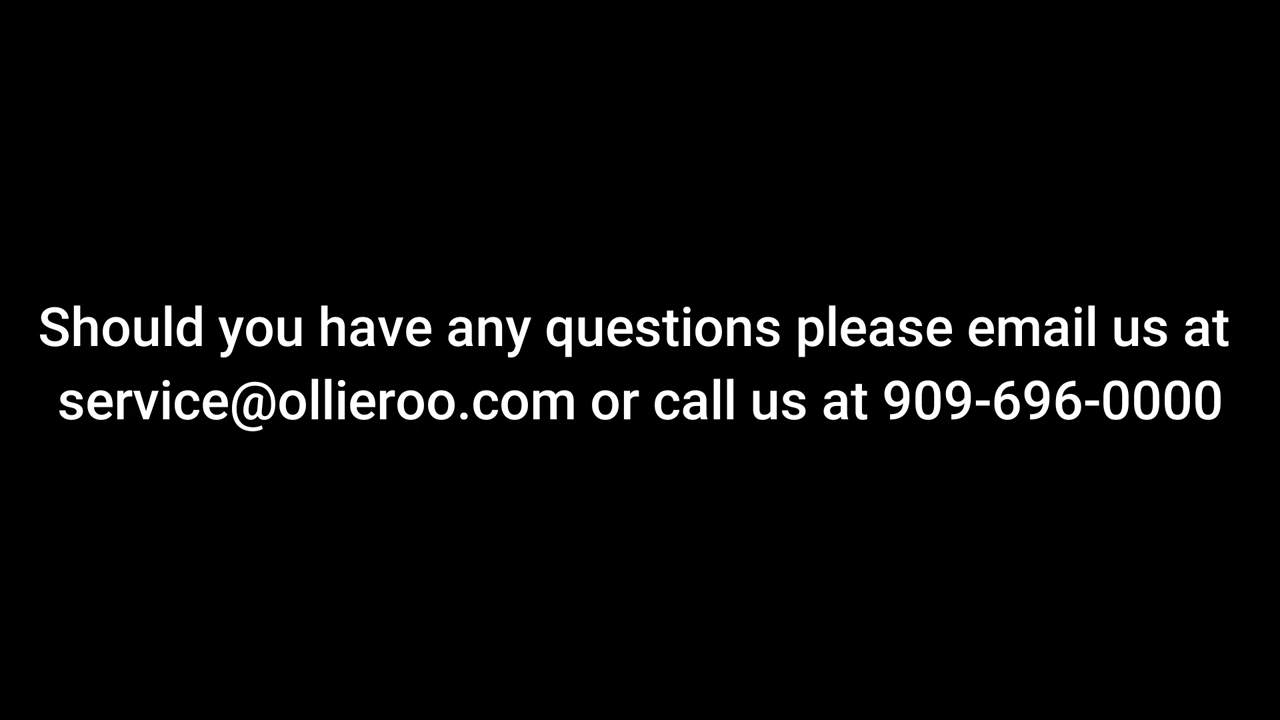 Should you have any questions please email us at
service@ollieroo.com or call us at 909-696-0000